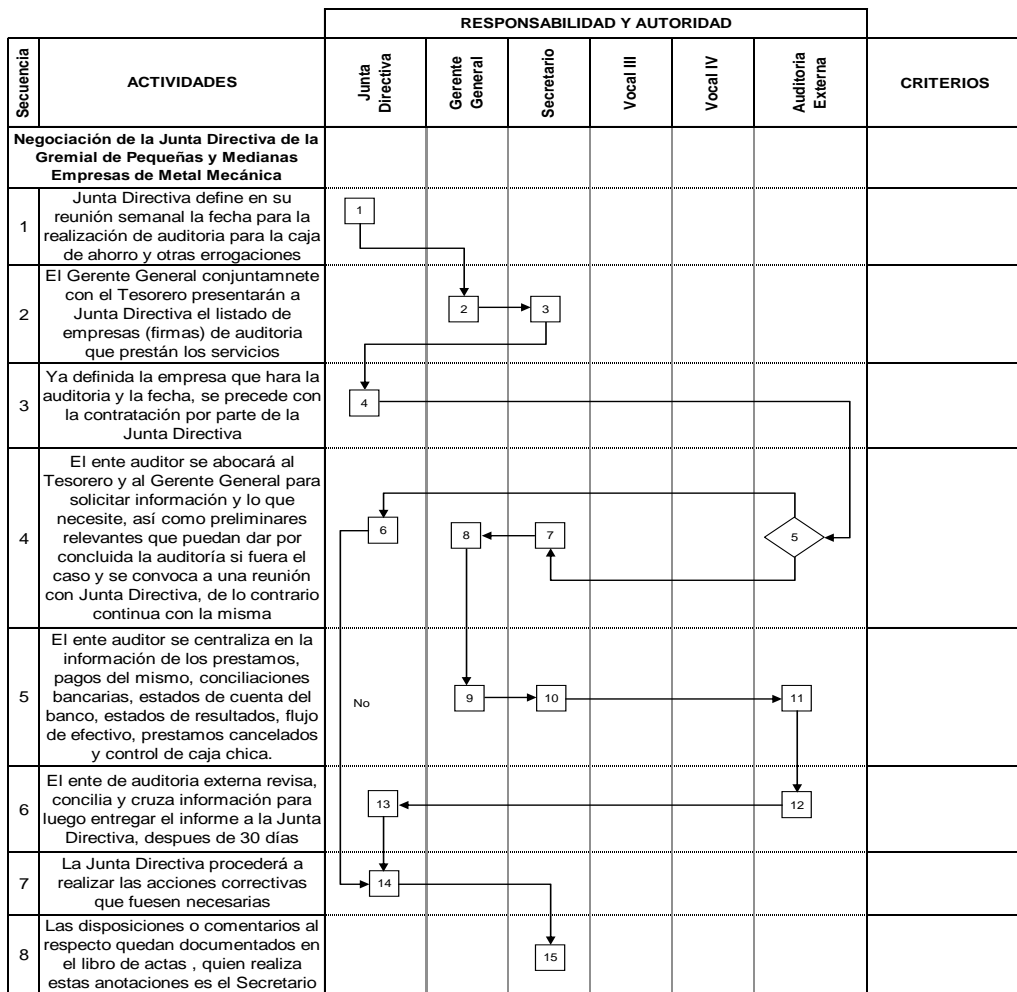 RESPONSABILIDAD Y AUTORIDAD
Secuencia
ACTIVIDADES
Junta
Directiva
Gerente
General
Secretario
Vocal III
Vocal IV
Auditoria
Externa
CRITERIOS
Negociación de la Junta Directiva de la
Gremial de Pequeñas y Medianas
Empresas de Metal Mecánica
1
Junta Directiva define en su
reunión semanal la fecha para la
realización de auditoria para la caja
de ahorro y otras errogaciones
1
2
El Gerente General conjuntamnete
con el Tesorero presentarán a
Junta Directiva el listado de
empresas (firmas) de auditoria
que prestán los servicios
2
3
3
Ya definida la empresa que hara la
auditoria y la fecha, se precede con
la contratación por parte de la
Junta Directiva
4
4
El ente auditor se abocará al
Tesorero y al Gerente General para
solicitar información y lo que
necesite, así como preliminares
relevantes que puedan dar por
concluida la auditoría si fuera el
caso y se convoca a una reunión
con Junta Directiva, de lo contrario
continua con la misma
6
8
7
5
5
El ente auditor se centraliza en la
información de los prestamos,
pagos del mismo, conciliaciones
bancarias, estados de cuenta del
banco, estados de resultados, flujo
de efectivo, prestamos cancelados
y control de caja chica.
No
9
10
11
6
El ente de auditoria externa revisa,
concilia y cruza información para
luego entregar el informe a la Junta
Directiva, despues de 30 días
13
12
7
La Junta Directiva procederá a
realizar las acciones correctivas
que fuesen necesarias
14
8
Las disposiciones o comentarios al
respecto quedan documentados en
el libro de actas , quien realiza
estas anotaciones es el Secretario
15